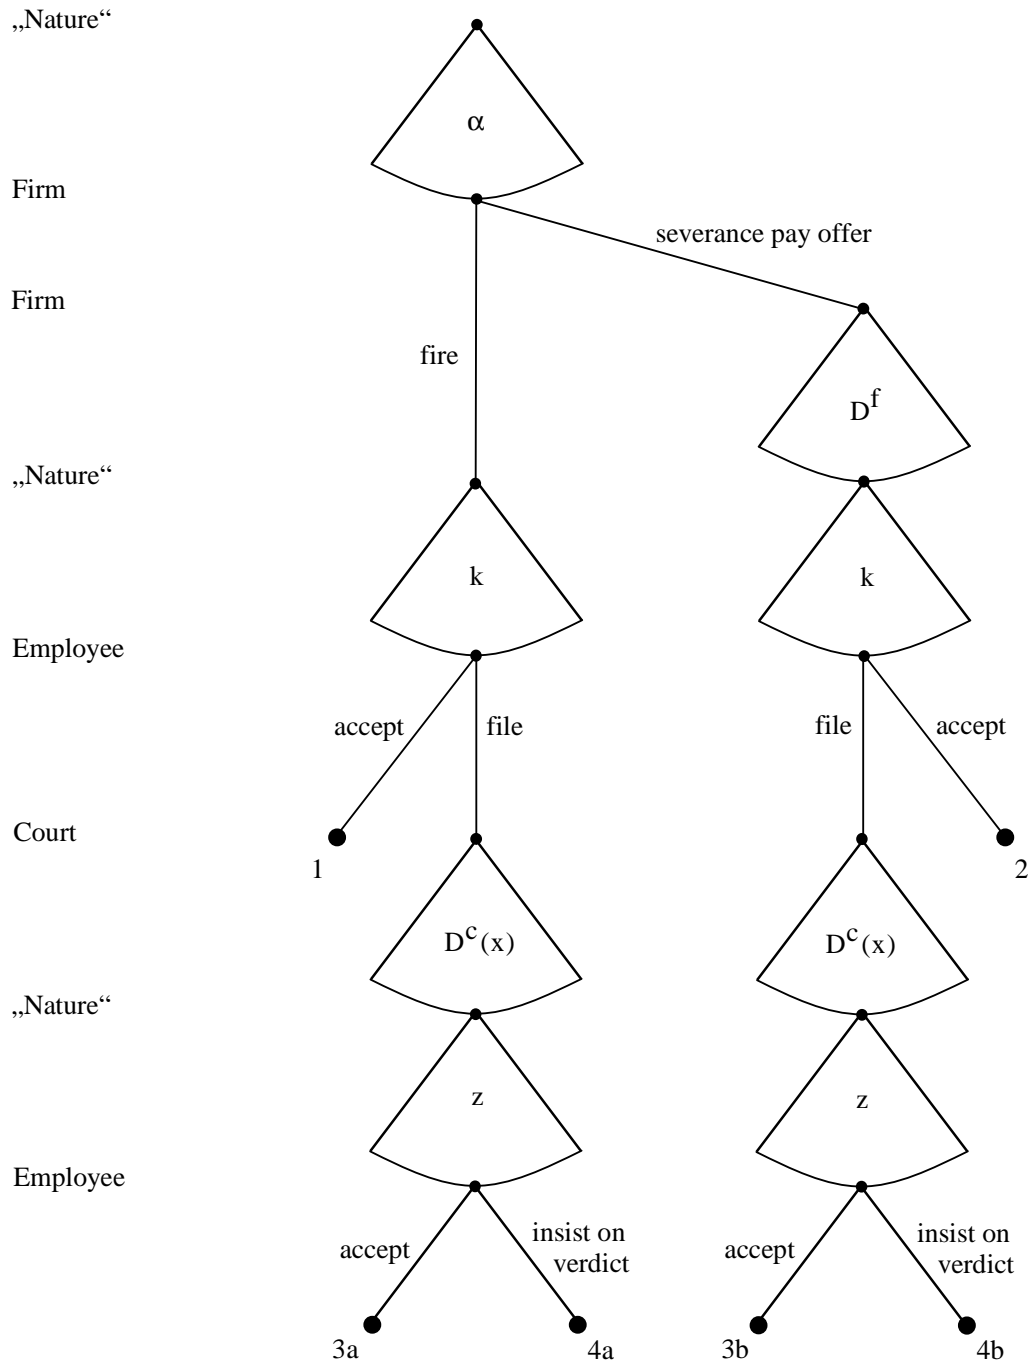 „Nature“
α
Firm
severance pay offer
Firm
fire
D^f
„Nature“
k
k
Employee
accept
file
file
accept
Court
1
2
D^c(x)
D^c(x)
„Nature“
z
z
Employee
accept
insist on
verdict
accept
insist on
verdict
3a
4a
3b
4b